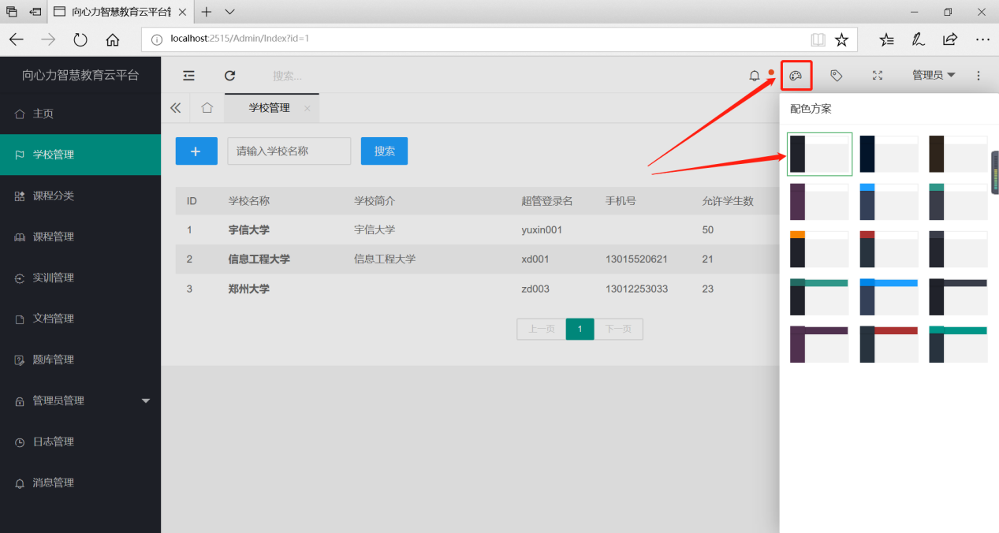 向心力智慧教育云平台管
localhost:2515/Admin/Index?id=1
向心力智慧教育云平台
搜索...
管理员
主页
学校管理
课程分类
课程管理
实训管理
文档管理
题库管理
管理员管理
日志管理
消息管理
学校管理
+
请输入学校名称
搜索
ID 学校名称 学校简介 超管登录名 手机号 允许学生数
1 宇信大学 宇信大学 yuxin001 50
2 信息工程大学 信息工程大学 xd001 13015520621 21
3 郑州大学 zd003 13012253033 23
上一页 1 下一页
配色方案